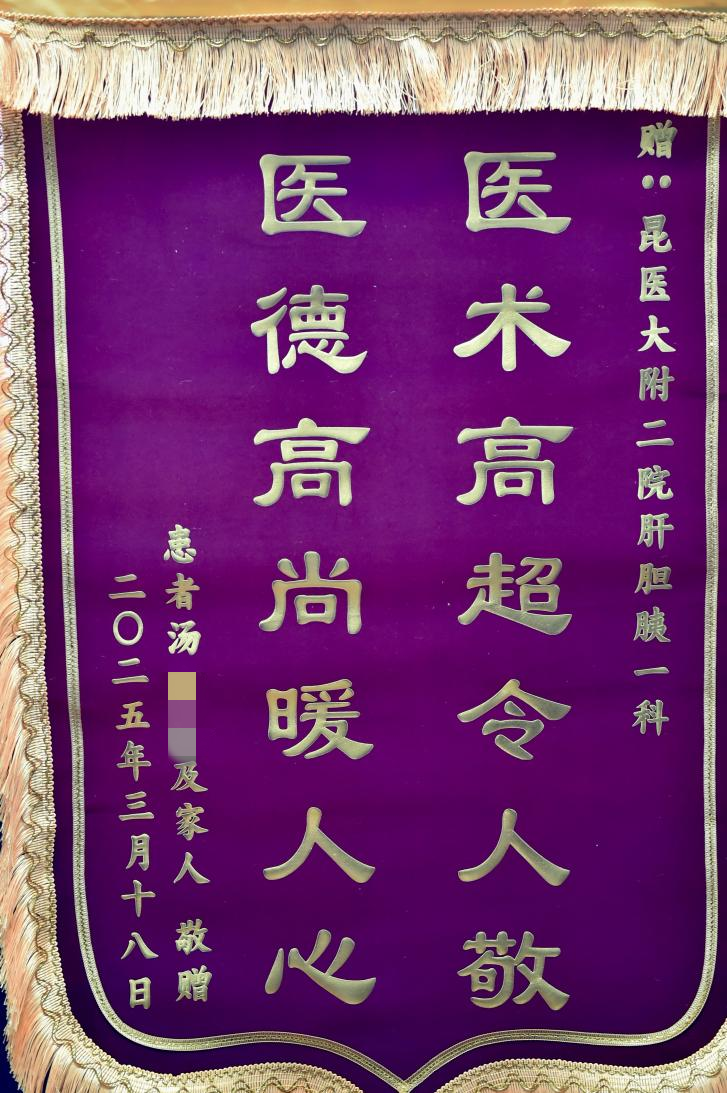 赠：昆医大附二院肝胆胰一科
医术高超令人敬
医德高尚暖人心
患者汤 及家人 敬赠
二〇二五年三月十八日